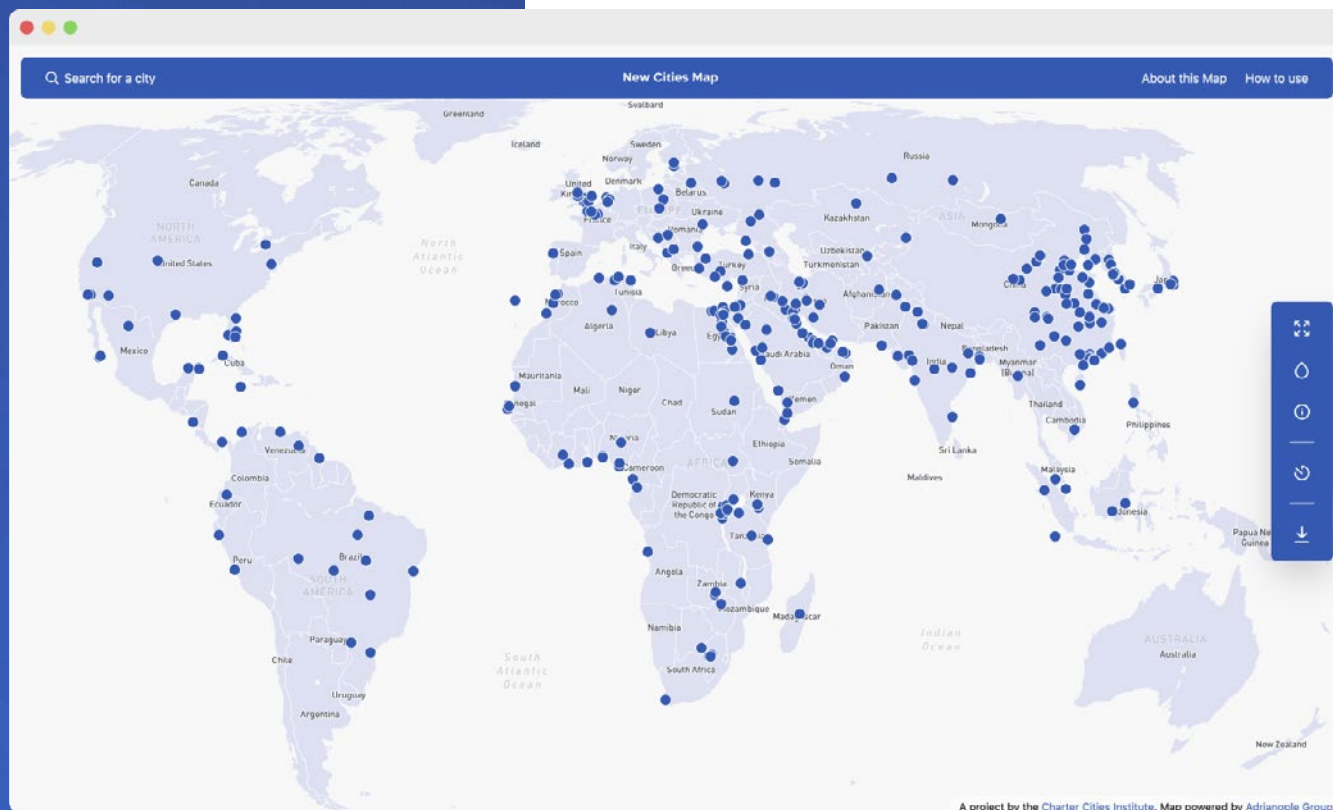 Search for a city
New Cities Map
About this Map
How to use
Svalbard
Greenland
Iceland
Sweden
Norway
Russia
Canada
United
Denmark
Belarus
NORTH
AMERICA
Ukraine
Kazakhstan
ASIA
France
Romania
North
Atlantic
Ocean
Italy
Uzbekistan
Turkmenistan
United States
Spain
Turkey
Syria
Tunisia
China
Morocco
Afghanistan
Algeria
Libya
Pakistan
Nepal
Mexico
Saudi Arabia
Bangladesh
India
Myanmar
Cuba
Oman
Mauritania
Mali
Niger
Chad
Sudan
Yemen
Thailand
Cambodia
Philippines
Ethiopia
Sri Lanka
Venezuela
Cameroon
AFRICA
Somalia
Maldives
Malaysia
Colombia
Ecuador
Democratic
Republic of
the Congo
Kenya
Papua New
Guinea
Peru
Brazil
Angola
SOUTH
AMERICA
Zambia
Mozambique
Madagascar
Namibia
Indian
Ocean
Paraguay
AUSTRALIA
Australia
Chile
South
Atlantic
Ocean
South Africa
Uruguay
Argentina
New Zealand
A project by the Charter Cities Institute. Map powered by Adrianople Group